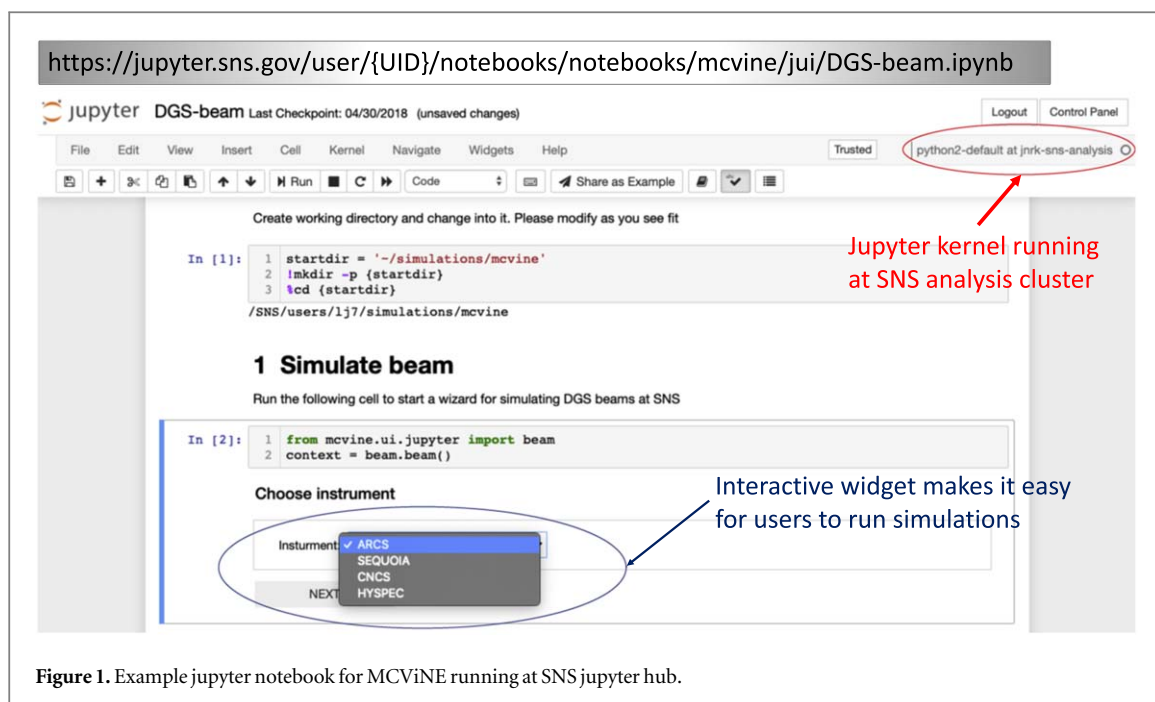 https://jupyter.sns.gov/user/{UID}/notebooks/notebooks/mcvine/jui/DGS-beam.ipynb
jupyter DGS-beam Last Checkpoint: 04/30/2018 (unsaved changes) Logout Control Panel
File Edit View Insert Cell Kernel Navigate Widgets Help Trusted python2-default at jnrk-sns-analysis
Run Code Share as Example
Create working directory and change into it. Please modify as you see fit
In [1]: 1 startdir = '~/simulations/mcvine'
2 !mkdir -p {startdir}
3 %cd {startdir}
/SNS/users/lj7/simulations/mcvine
Jupyter kernel running
at SNS analysis cluster
1 Simulate beam
Run the following cell to start a wizard for simulating DGS beams at SNS
In [2]: 1 from mcvine.ui.jupyter import beam
2 context = beam.beam()
Choose instrument
Interactive widget makes it easy
for users to run simulations
Insturment: ✓ ARCS
SEQUOIA
CNCS
HYSPEC
NEXT
Figure 1. Example jupyter notebook for MCViNE running at SNS jupyter hub.